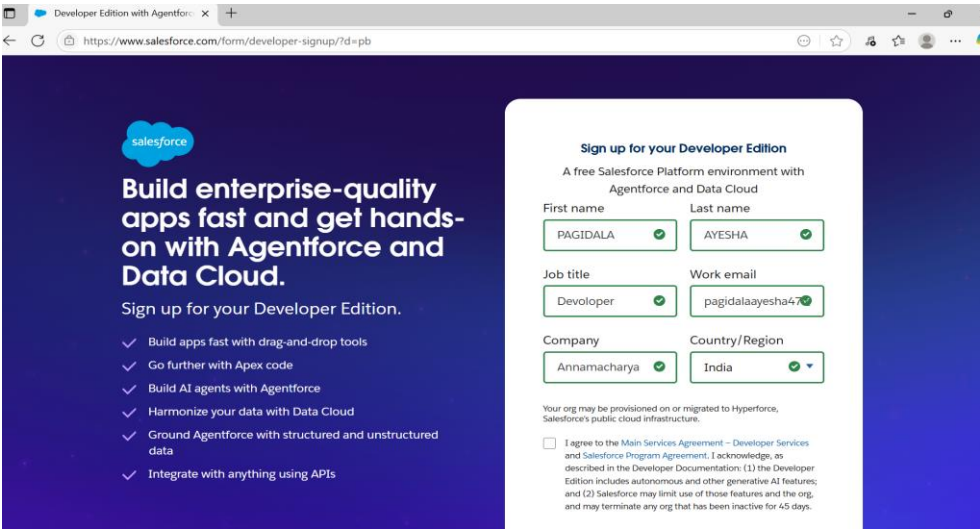 Developer Edition with Agentforc
https://www.salesforce.com/form/developer-signup/?d=pb
salesforce
Build enterprise-quality
apps fast and get hands-
on with Agentforce and
Data Cloud.
Sign up for your Developer Edition.
Build apps fast with drag-and-drop tools
Go further with Apex code
Build AI agents with Agentforce
Harmonize your data with Data Cloud
Ground Agentforce with structured and unstructured
data
Integrate with anything using APIs
Sign up for your Developer Edition
A free Salesforce Platform environment with
Agentforce and Data Cloud
First name Last name
PAGIDALA AYESHA
Job title Work email
Devoloper pagidalaayesha47
Company Country/Region
Annamacharya India
Your org may be provisioned on or migrated to Hyperforce,
Salesforce's public cloud infrastructure.
I agree to the Main Services Agreement – Developer Services
and Salesforce Program Agreement. I acknowledge, as
described in the Developer Documentation: (1) the Developer
Edition includes autonomous and other generative AI features;
and (2) Salesforce may limit use of those features and the org,
and may terminate any org that has been inactive for 45 days.